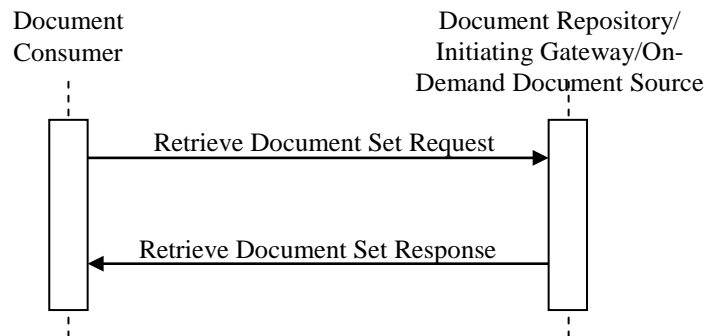 Document
Consumer
Document Repository/
Initiating Gateway/On-
Demand Document Source
Retrieve Document Set Request
Retrieve Document Set Response